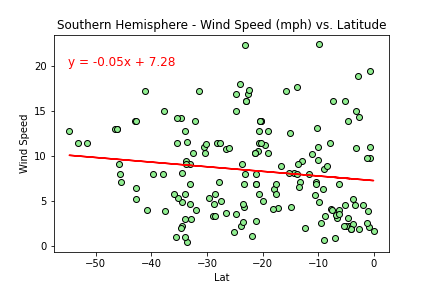 Southern Hemisphere - Wind Speed (mph) vs. Latitude
y = -0.05x + 7.28
20
15
10
5
0
Wind Speed
−50 −40 −30 −20 −10 0
Lat